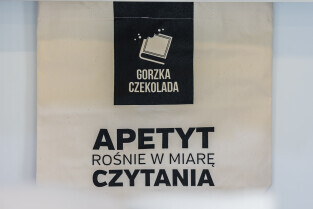 GORZKA
CZEKOLADA
APETYT
ROŚNIE W MIARĘ
CZYTANIA